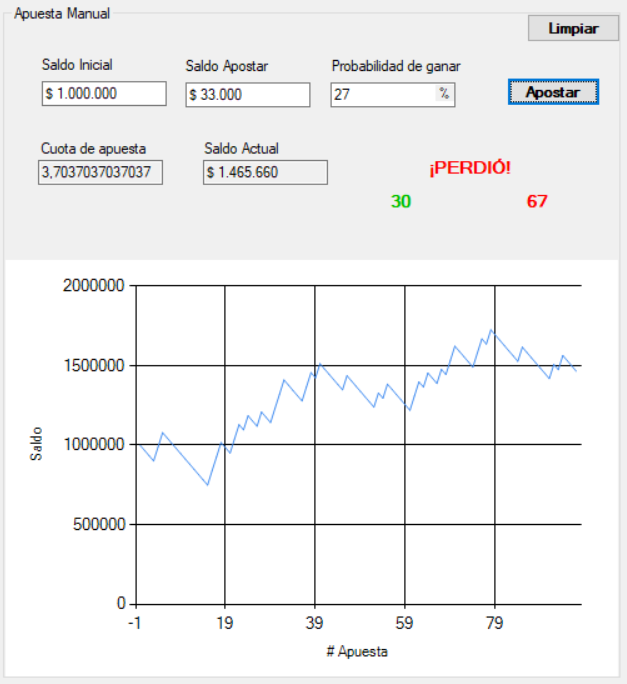 Apuesta Manual
Limpiar
Saldo Inicial
Saldo Apostar
Probabilidad de ganar
$ 1.000.000
$ 33.000
27 %
Apostar
Cuota de apuesta
Saldo Actual
3,7037037037037
$ 1.465.660
¡PERDIÓ!
30
67
2000000
1500000
1000000
500000
0
Saldo
-1 19 39 59 79
# Apuesta